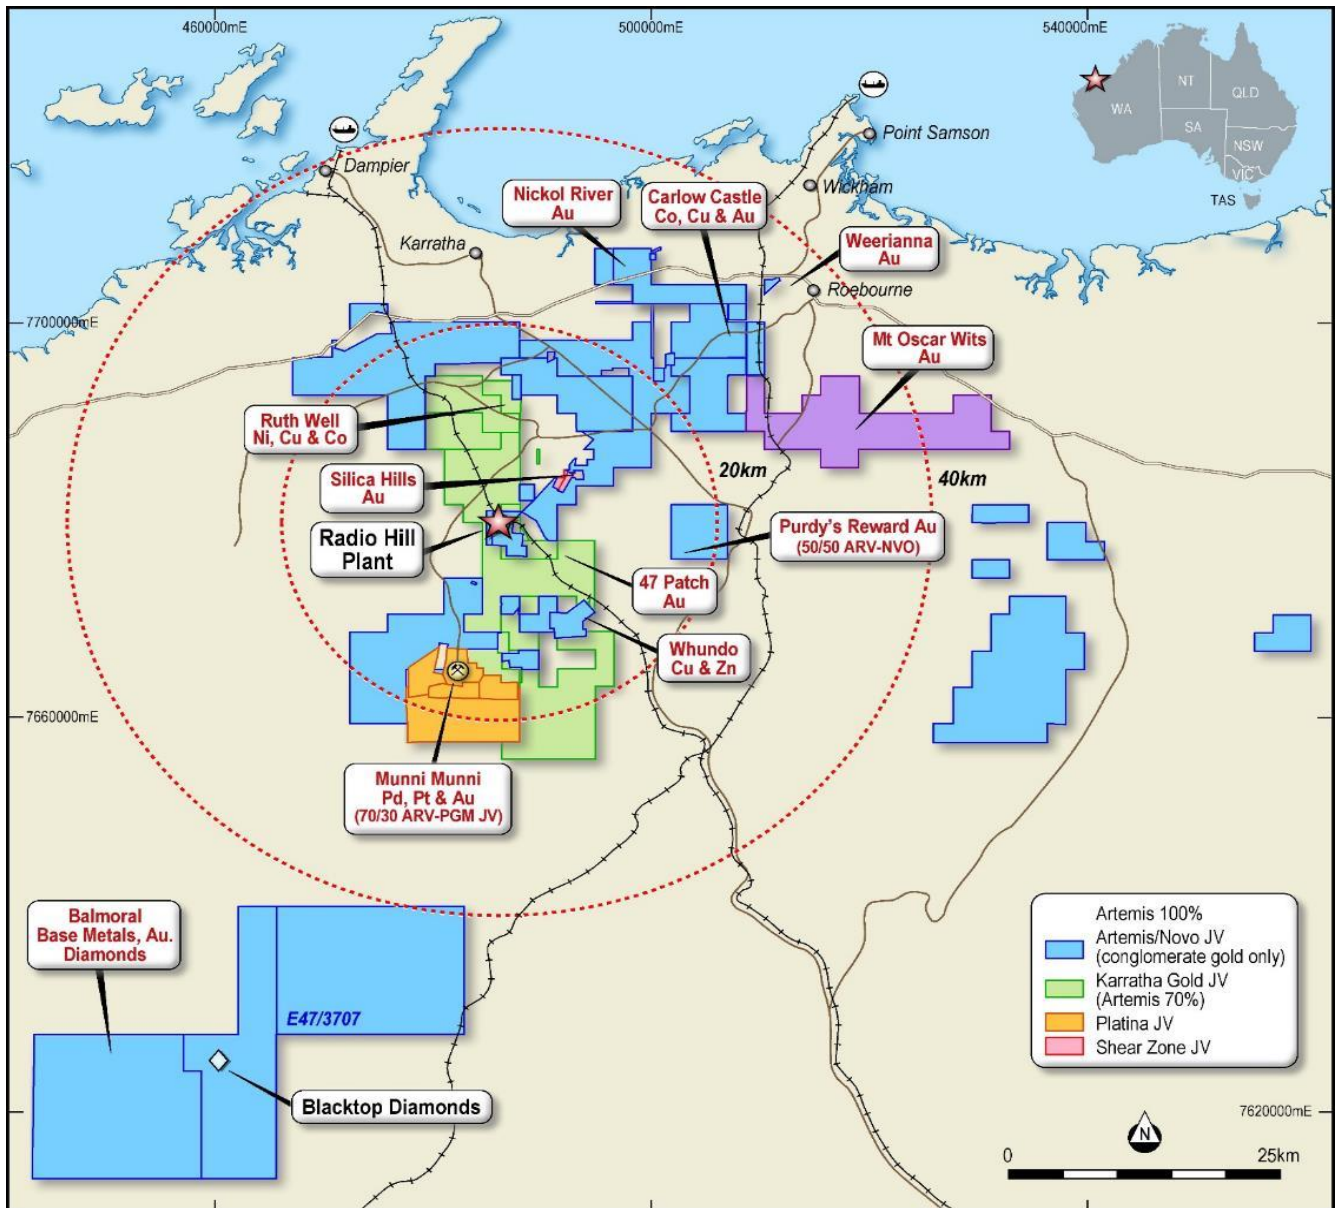 460000mE
500000mE
540000mE
NT
WA
QLD
SA
NSW
VIC
TAS
Point Samson
Dampier
Wickham
Nickol River
Au
Carlow Castle
Co, Cu & Au
Karratha
Weerianna
Au
Roebourne
7700000mE
Mt Oscar Wits
Au
Ruth Well
Ni, Cu & Co
20km
40km
Silica Hills
Au
Radio Hill
Plant
Purdy's Reward Au
(50/50 ARV-NVO)
47 Patch
Au
Whundo
Cu & Zn
7660000mE
Munni Munni
Pd, Pt & Au
(70/30 ARV-PGM JV)
Balmoral
Base Metals, Au.
Diamonds
E47/3707
Blacktop Diamonds
Artemis 100%
Artemis/Novo JV
(conglomerate gold only)
Karratha Gold JV
(Artemis 70%)
Platina JV
Shear Zone JV
7620000mE
N
0
25km